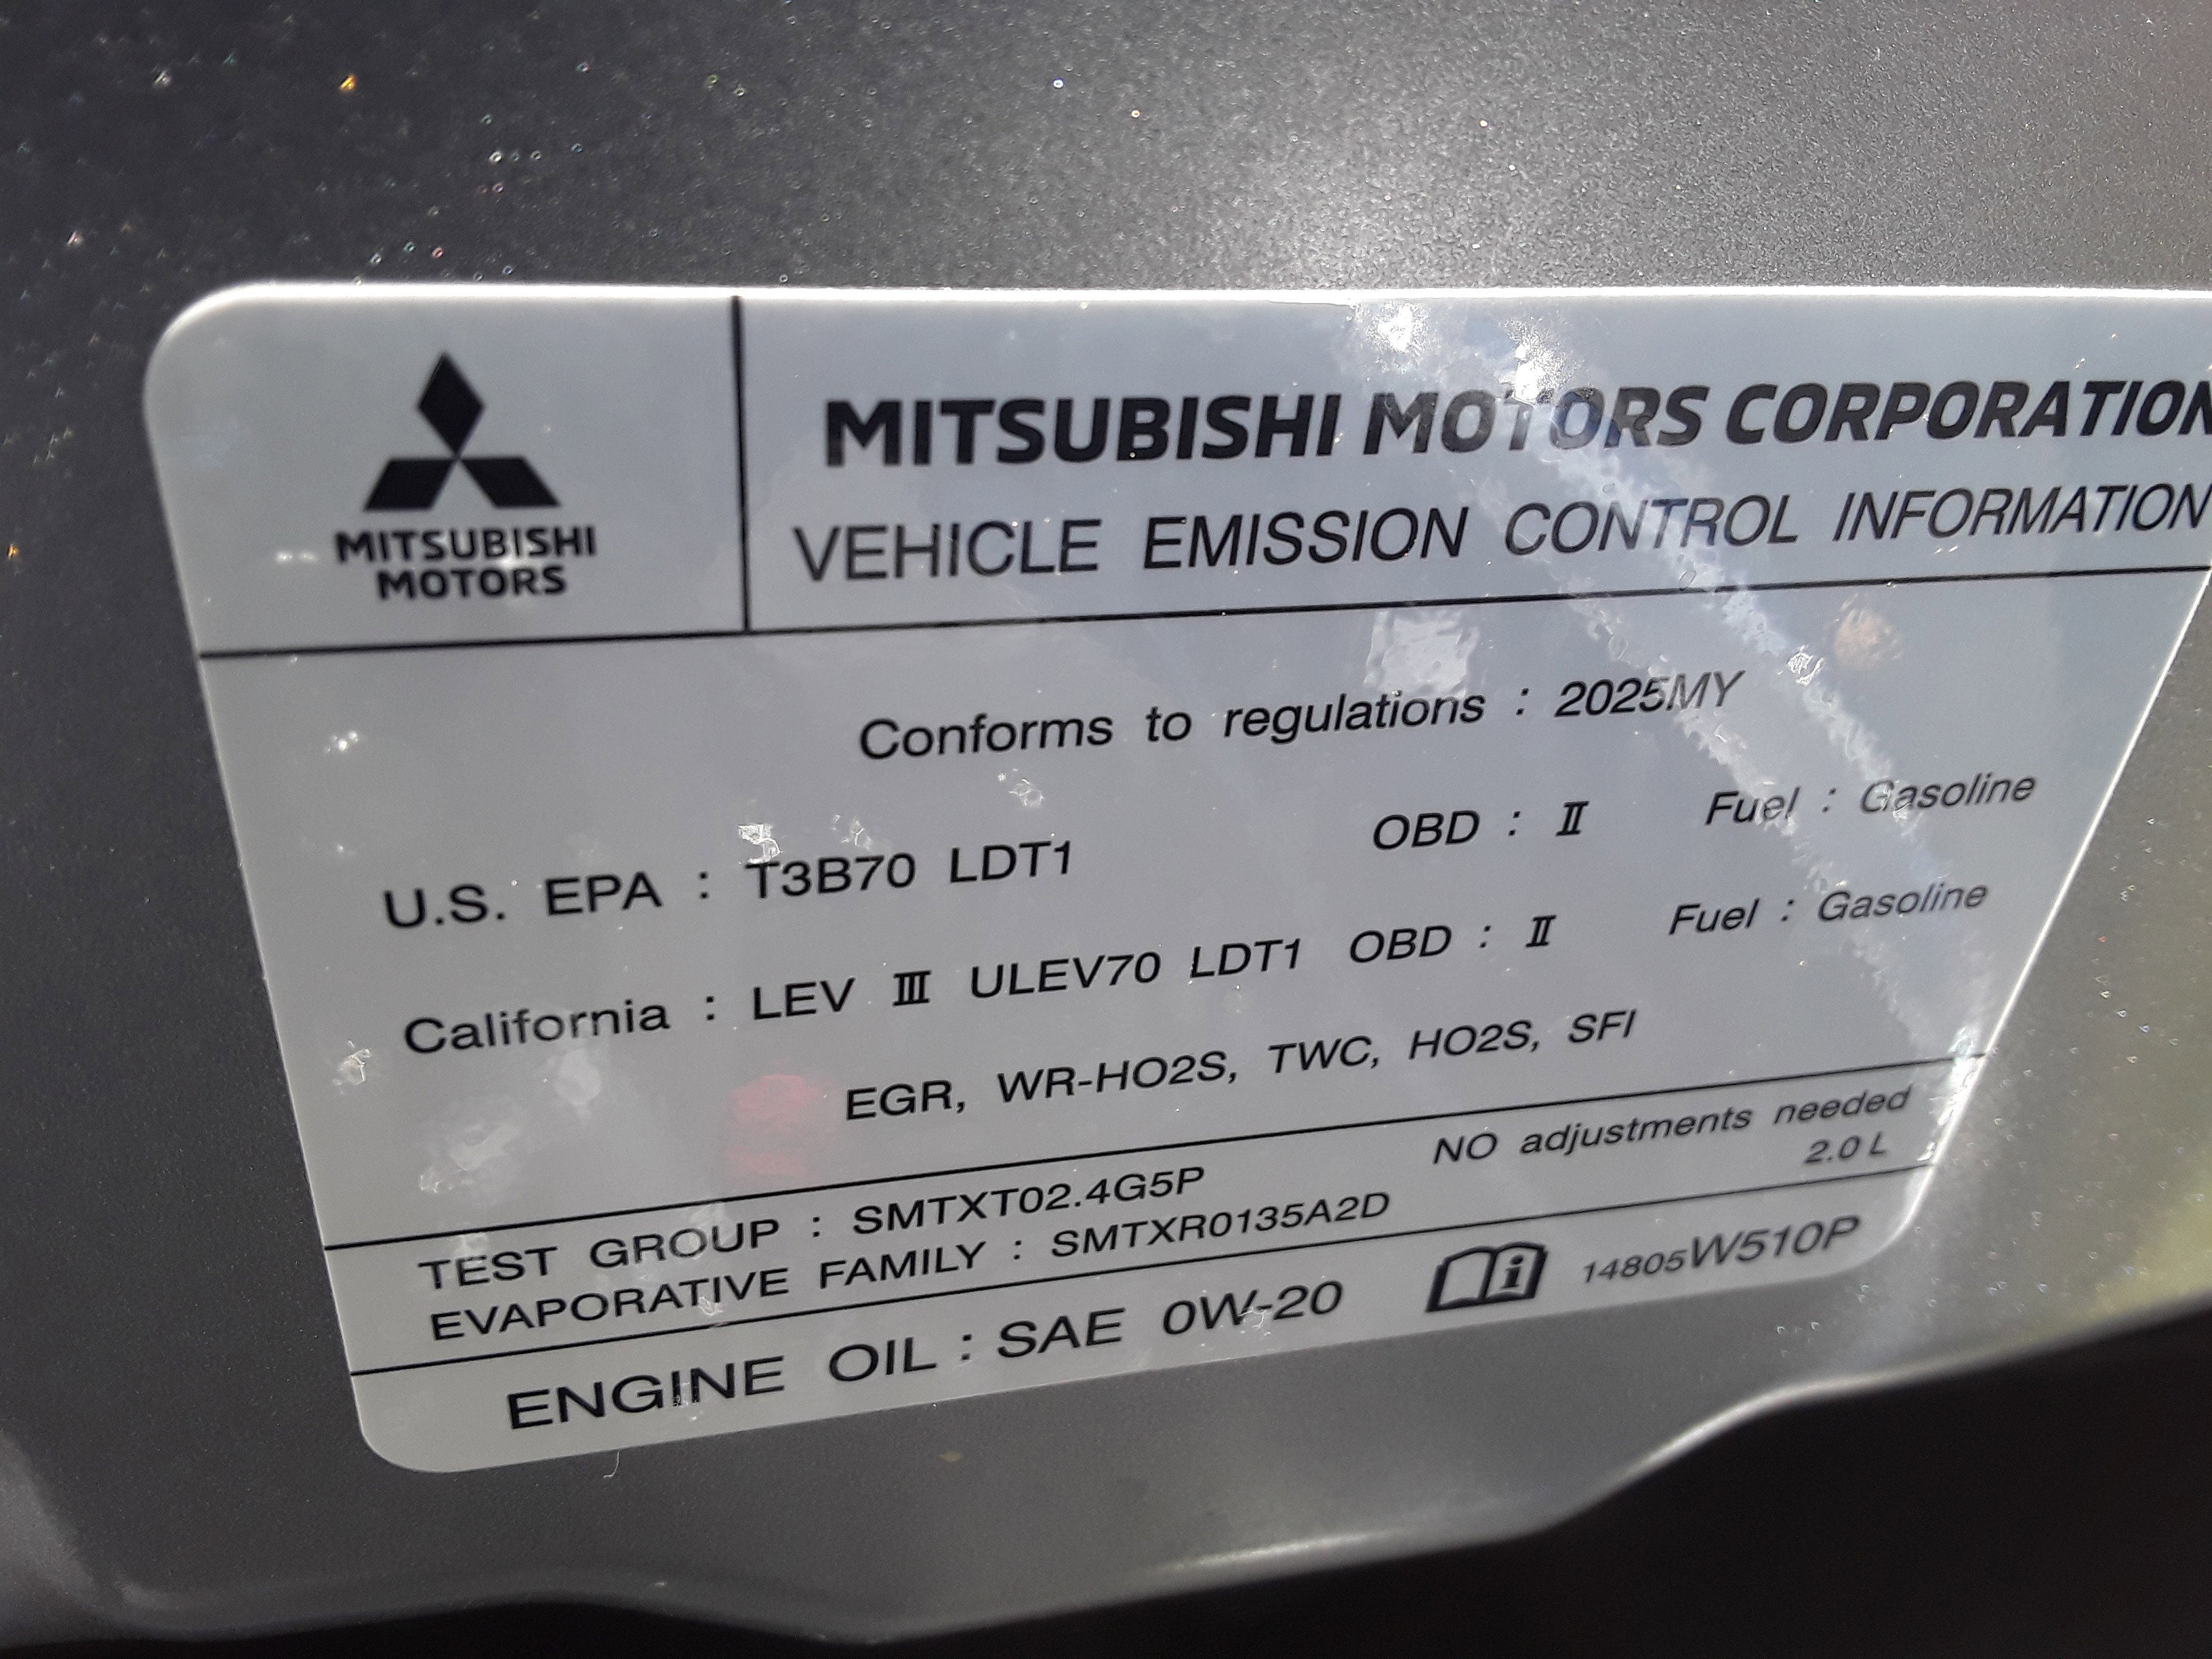 MITSUBISHI
MOTORS
MITSUBISHI MOTORS CORPORATION
VEHICLE EMISSION CONTROL INFORMATION
Conforms to regulations : 2025MY
U.S. EPA : T3B70 LDT1 OBD : Ⅱ Fuel : Gasoline
California : LEV Ⅲ ULEV70 LDT1 OBD : Ⅱ Fuel : Gasoline
EGR, WR-HO2S, TWC, HO2S, SFI
NO adjustments needed
TEST GROUP : SMTXT02.4G5P
2.0 L
EVAPORATIVE FAMILY : SMTXR0135A2D
ENGINE OIL : SAE 0W-20 14805W510P